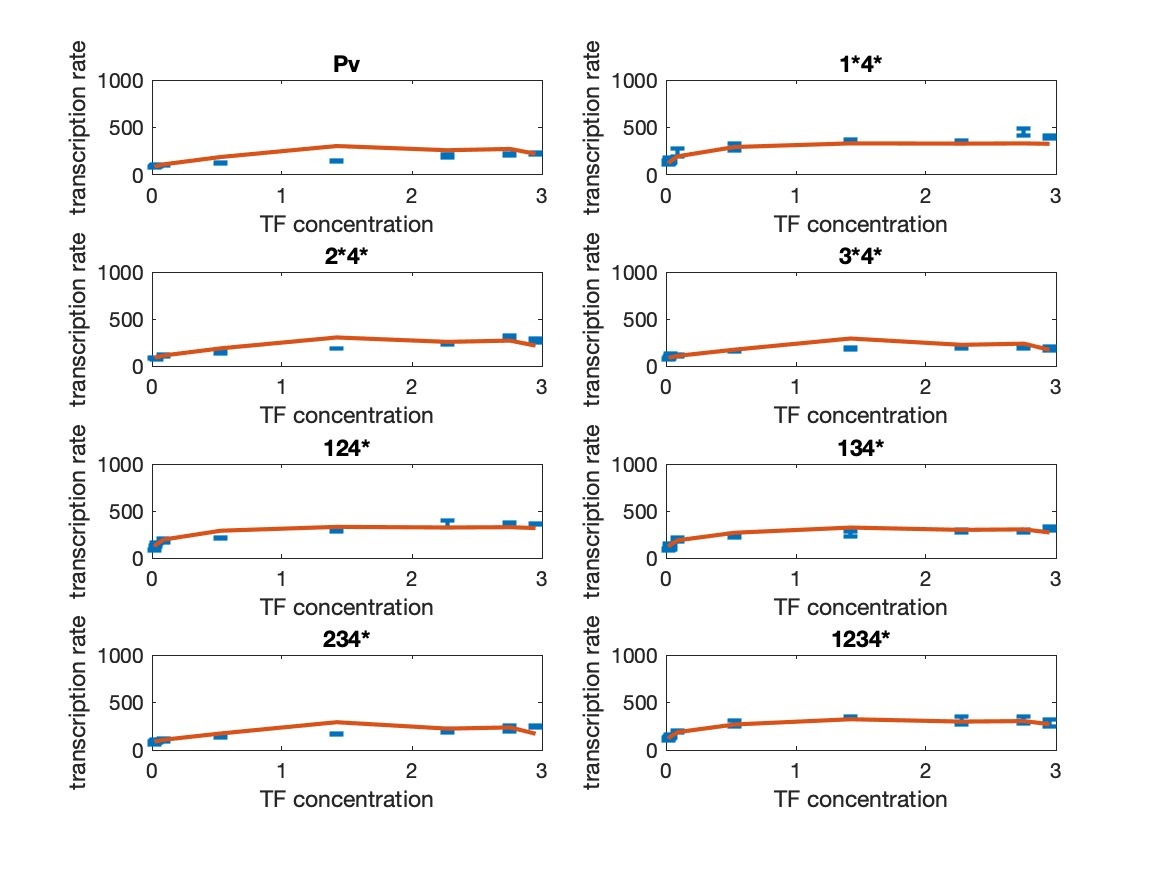 Pv
transcription rate
1000
500
0
0 1 2 3
TF concentration
1*4*
transcription rate
1000
500
0
0 1 2 3
TF concentration
2*4*
transcription rate
1000
500
0
0 1 2 3
TF concentration
3*4*
transcription rate
1000
500
0
0 1 2 3
TF concentration
124*
transcription rate
1000
500
0
0 1 2 3
TF concentration
134*
transcription rate
1000
500
0
0 1 2 3
TF concentration
234*
transcription rate
1000
500
0
0 1 2 3
TF concentration
1234*
transcription rate
1000
500
0
0 1 2 3
TF concentration